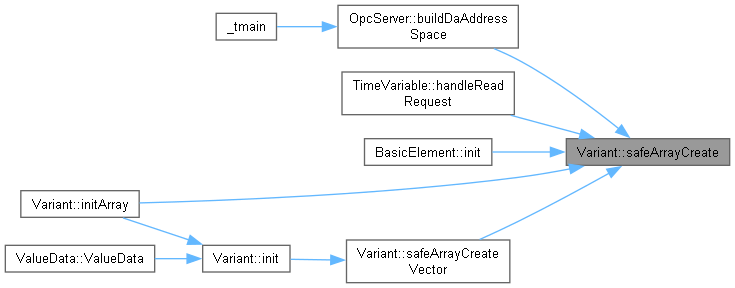 OpcServer::buildDaAddress
Space
_tmain
TimeVariable::handleRead
Request
BasicElement::init
Variant::safeArrayCreate
Variant::initArray
ValueData::ValueData
Variant::init
Variant::safeArrayCreate
Vector